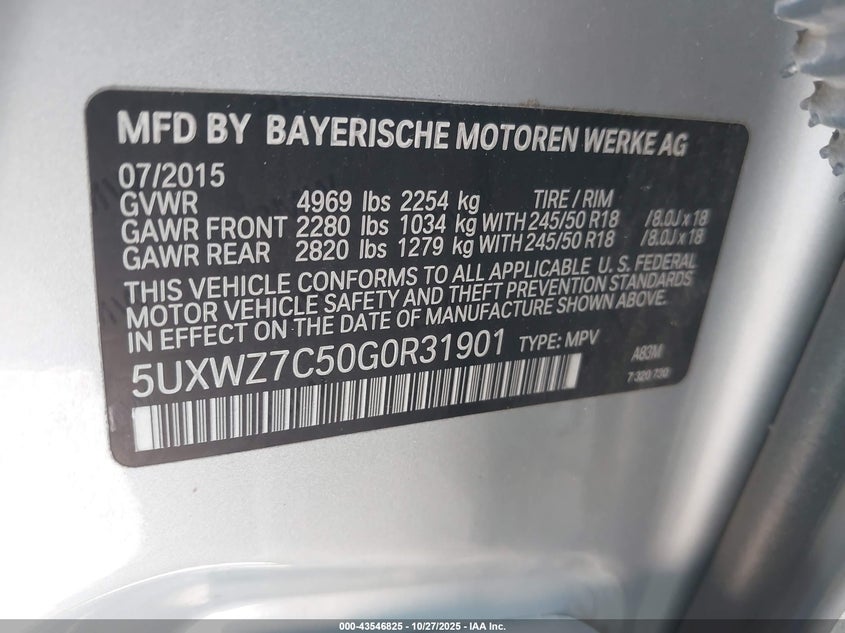 MFD BY BAYERISCHE MOTOREN WERKE AG
07/2015
GVWR 4969 lbs 2254 kg TIRE / RIM
GAWR FRONT 2280 lbs 1034 kg WITH 245/50 R18 /8.0J x 18
GAWR REAR 2820 lbs 1279 kg WITH 245/50 R18 /8.0J x 18
THIS VEHICLE CONFORMS TO ALL APPLICABLE U.S. FEDERAL
MOTOR VEHICLE SAFETY AND THEFT PREVENTION STANDARDS
IN EFFECT ON THE DATE OF MANUFACTURE SHOWN ABOVE.
5UXWZ7C50G0R31901 TYPE: MPV A83M
7 320 730
000-43546825 | 10/27/2025 - IAA Inc.